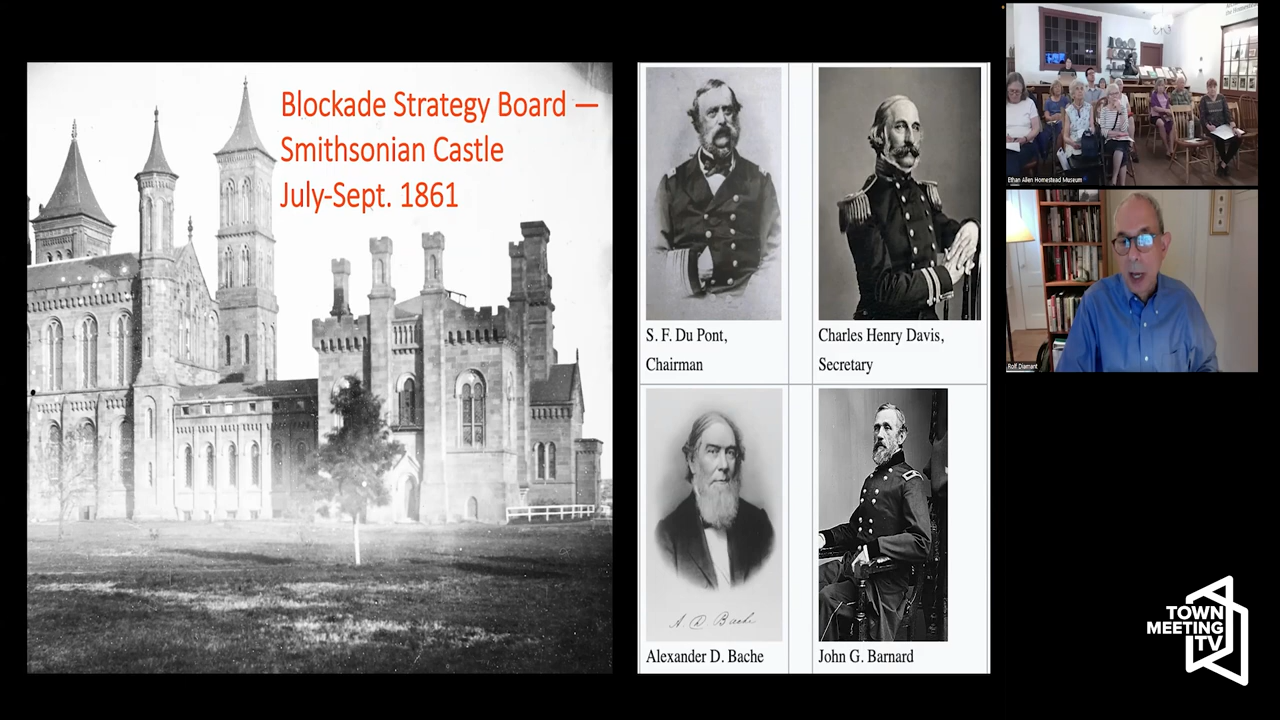 Blockade Strategy Board —
Smithsonian Castle
July-Sept. 1861
S. F. Du Pont,
Chairman
Charles Henry Davis,
Secretary
A D Bache
Alexander D. Bache
John G. Barnard
Ethan Allen Homestead Museum
Rolf Diamant
TOWN
MEETING
TV